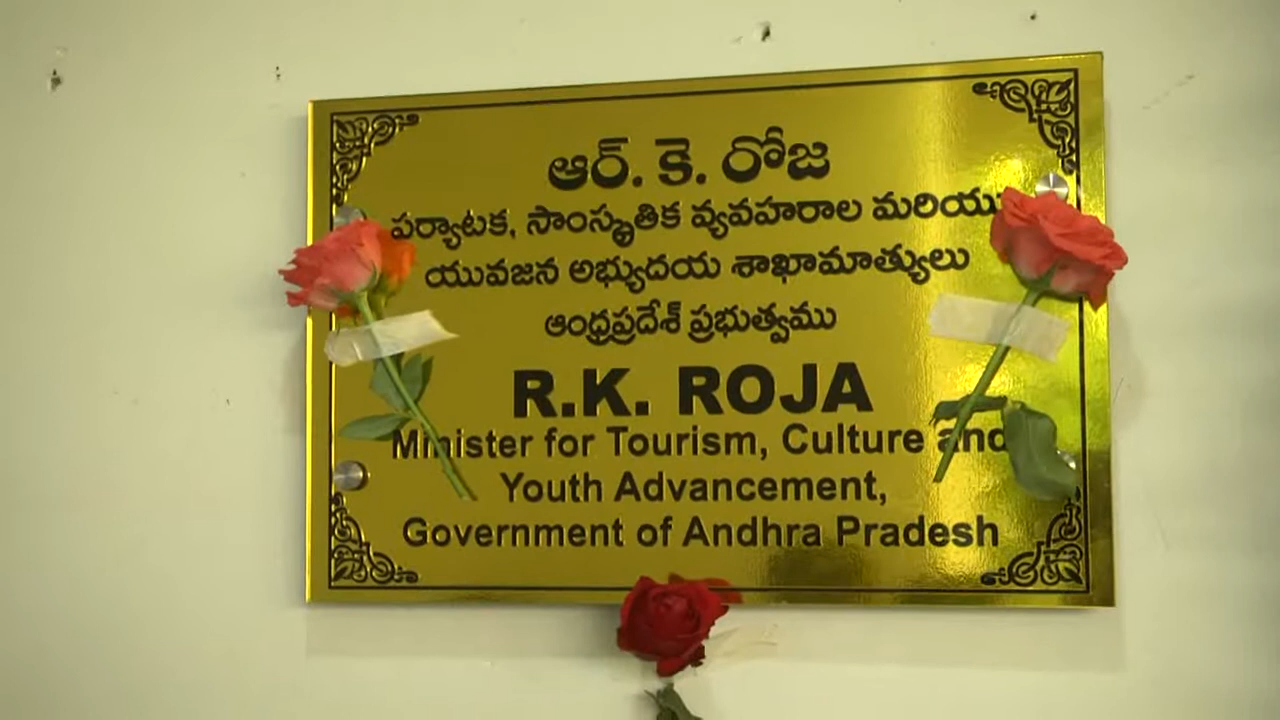 ఆర్. కె. రోజ
పర్యాటక, సాంస్కృతిక వ్యవహరాల మరియు
యువజన అభ్యుదయ శాఖామాత్యులు
ఆంధ్రప్రదేశ్ ప్రభుత్వము
R.K. ROJA
Minister for Tourism, Culture and
Youth Advancement,
Government of Andhra Pradesh